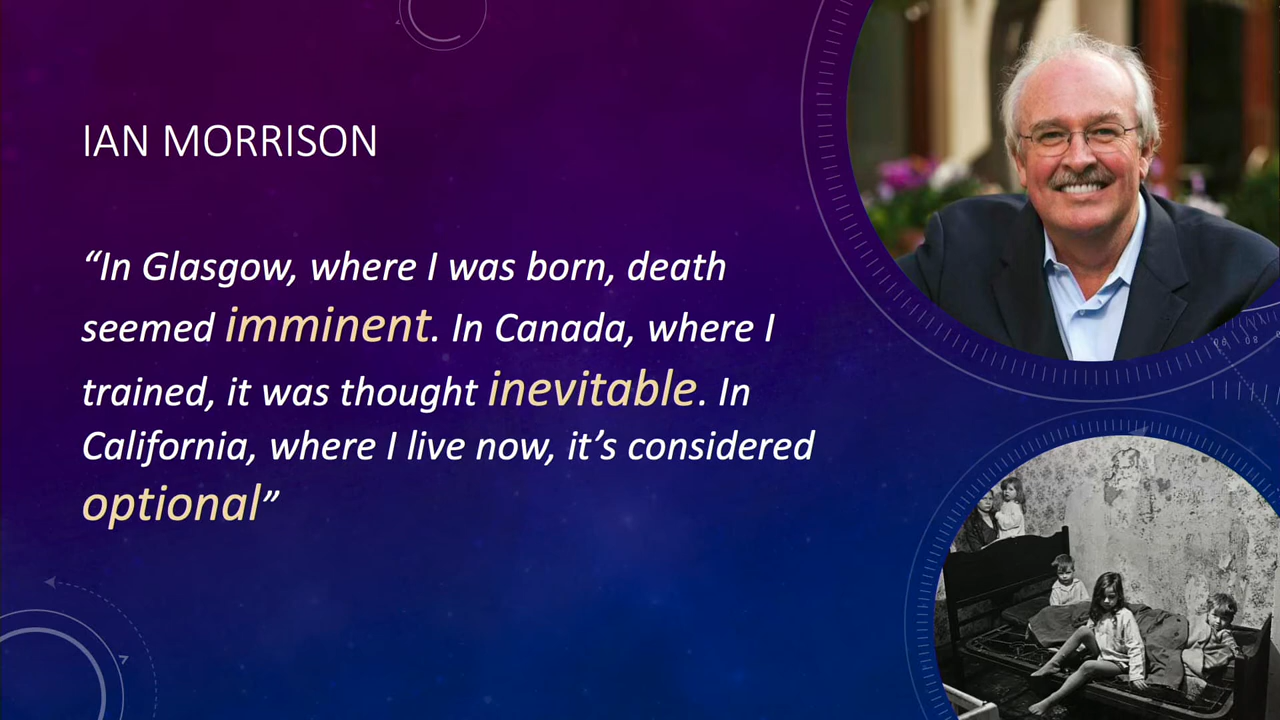 IAN MORRISON
“In Glasgow, where I was born, death
seemed imminent. In Canada, where I
trained, it was thought inevitable. In
California, where I live now, it’s considered
optional”